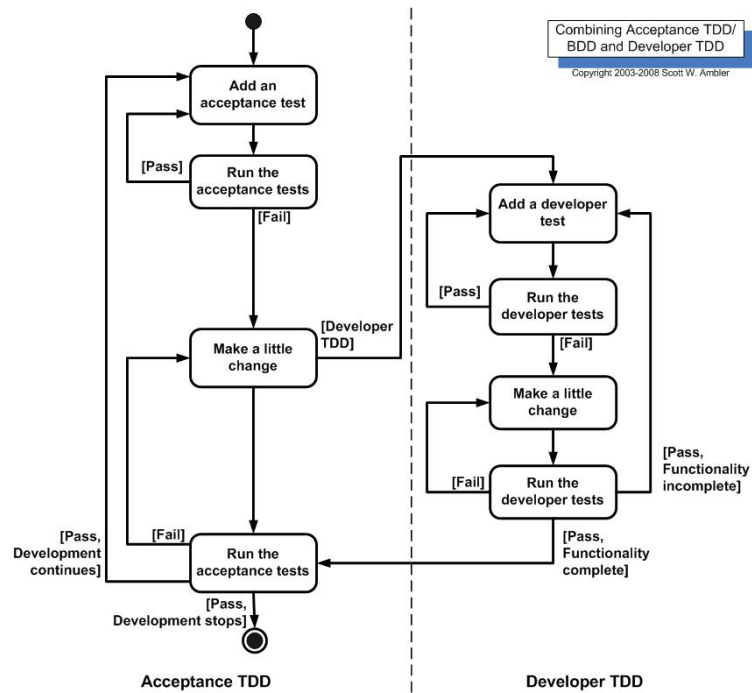 Combining Acceptance TDD/
BDD and Developer TDD
Copyright 2003-2008 Scott W. Ambler
Add an
acceptance test
[Pass]
Run the
acceptance tests
[Fail]
Make a little
change
[Developer
TDD]
[Fail]
Run the
acceptance tests
[Pass,
Development
continues]
[Pass,
Development stops]
Acceptance TDD
Add a developer
test
[Pass]
Run the
developer tests
[Fail]
Make a little
change
[Fail]
Run the
developer tests
[Pass,
Functionality
incomplete]
[Pass,
Functionality
complete]
Developer TDD